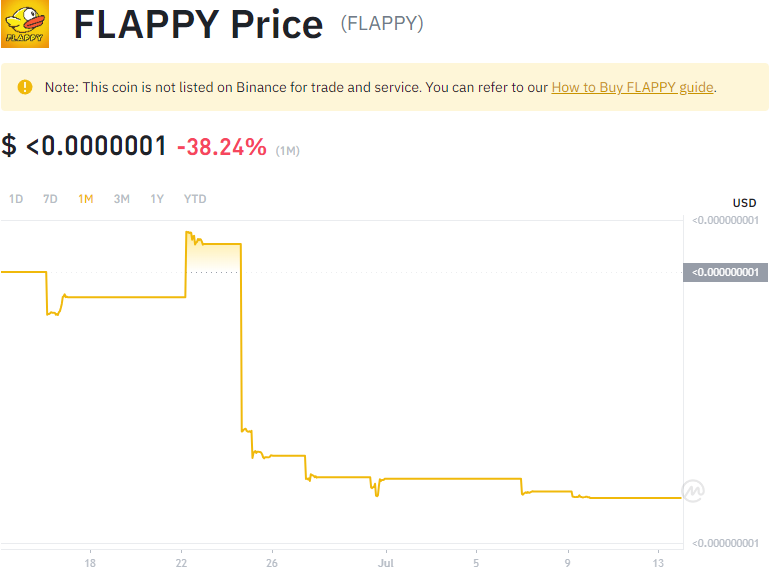 FLAPPY
FLAPPY Price (FLAPPY)
Note: This coin is not listed on Binance for trade and service. You can refer to our How to Buy FLAPPY guide.
$ <0.0000001 -38.24% (1M)
1D 7D 1M 3M 1Y YTD
USD
<0.000000001
<0.000000001
<0.000000001
18 22 26 Jul 5 9 13